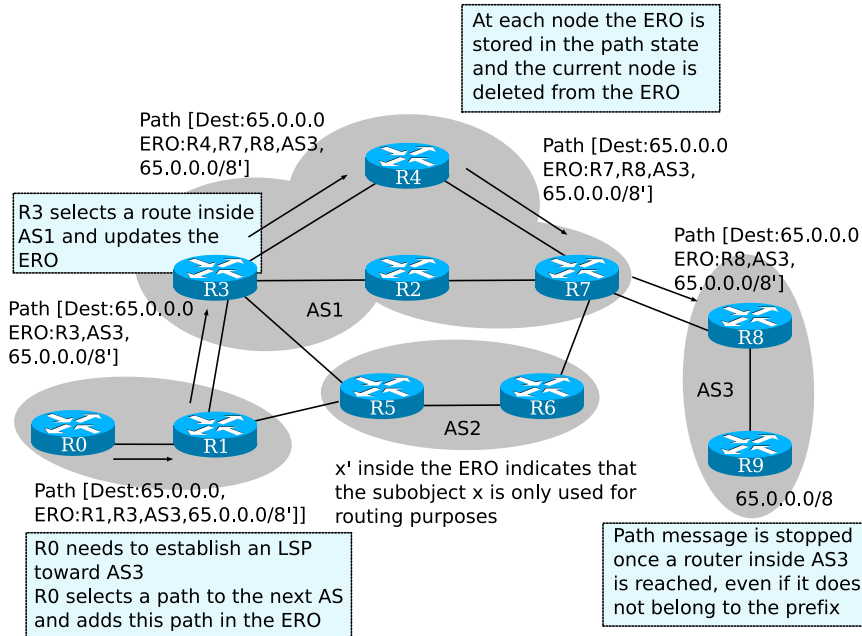 At each node the ERO is
stored in the path state
and the current node is
deleted from the ERO
Path [Dest:65.0.0.0
ERO:R4,R7,R8,AS3,
65.0.0.0/8']
Path [Dest:65.0.0.0
ERO:R7,R8,AS3,
65.0.0.0/8']
R4
R3 selects a route inside
AS1 and updates the
ERO
Path [Dest:65.0.0.0
ERO:R8,AS3,
65.0.0.0/8']
R3
R2
R7
AS1
Path [Dest:65.0.0.0
ERO:R3,AS3,
65.0.0.0/8']
R8
AS3
R5
R6
AS2
R0
R1
R9
65.0.0.0/8
x' inside the ERO indicates that
the subobject x is only used for
routing purposes
Path [Dest:65.0.0.0,
ERO:R1,R3,AS3,65.0.0.0/8']]
R0 needs to establish an LSP
toward AS3
R0 selects a path to the next AS
and adds this path in the ERO
Path message is stopped
once a router inside AS3
is reached, even if it does
not belong to the prefix